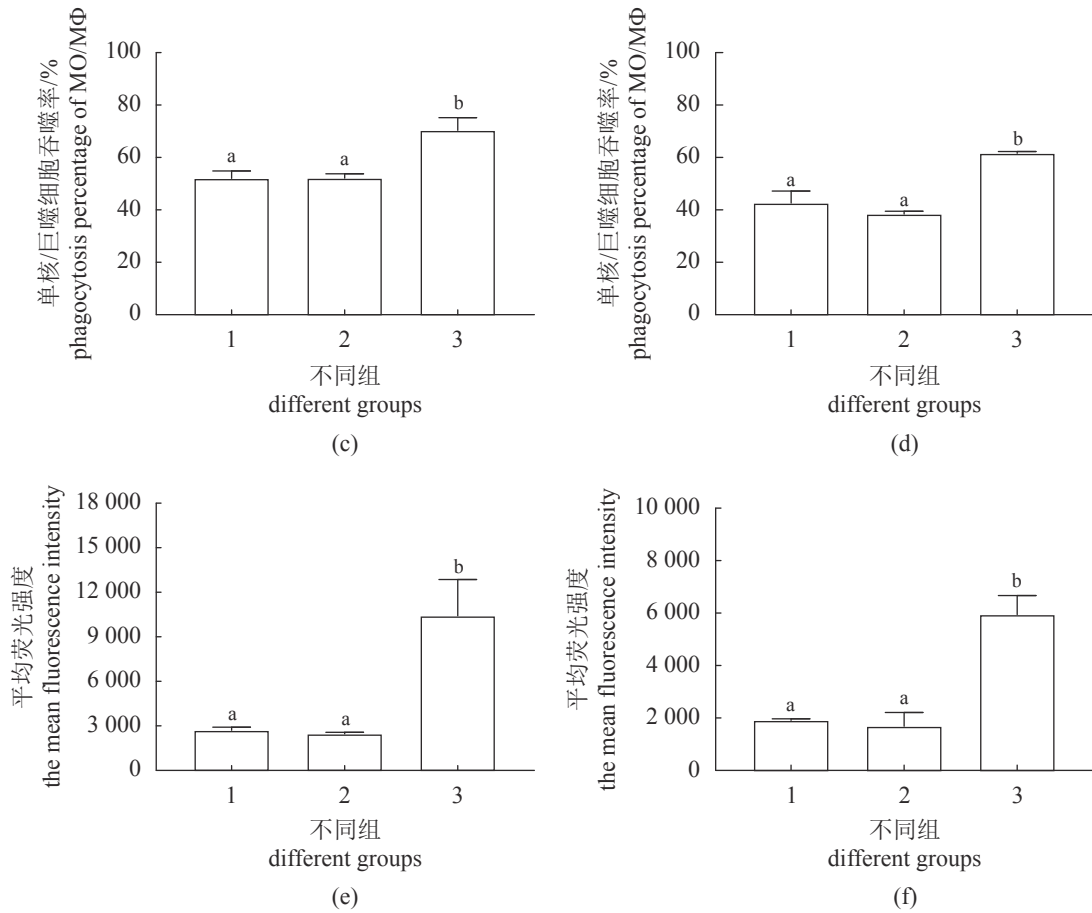 单核/巨噬细胞吞噬率/%
phagocytosis percentage of MO/MΦ
100
80
60
40
20
0
a
a
b
1
2
3
不同组
different groups
(c)
单核/巨噬细胞吞噬率/%
phagocytosis percentage of MO/MΦ
100
80
60
40
20
0
a
a
b
1
2
3
不同组
different groups
(d)
平均荧光强度
the mean fluorescence intensity
18 000
15 000
12 000
9 000
6 000
3 000
0
a
a
b
1
2
3
不同组
different groups
(e)
平均荧光强度
the mean fluorescence intensity
10 000
8 000
6 000
4 000
2 000
0
a
a
b
1
2
3
不同组
different groups
(f)